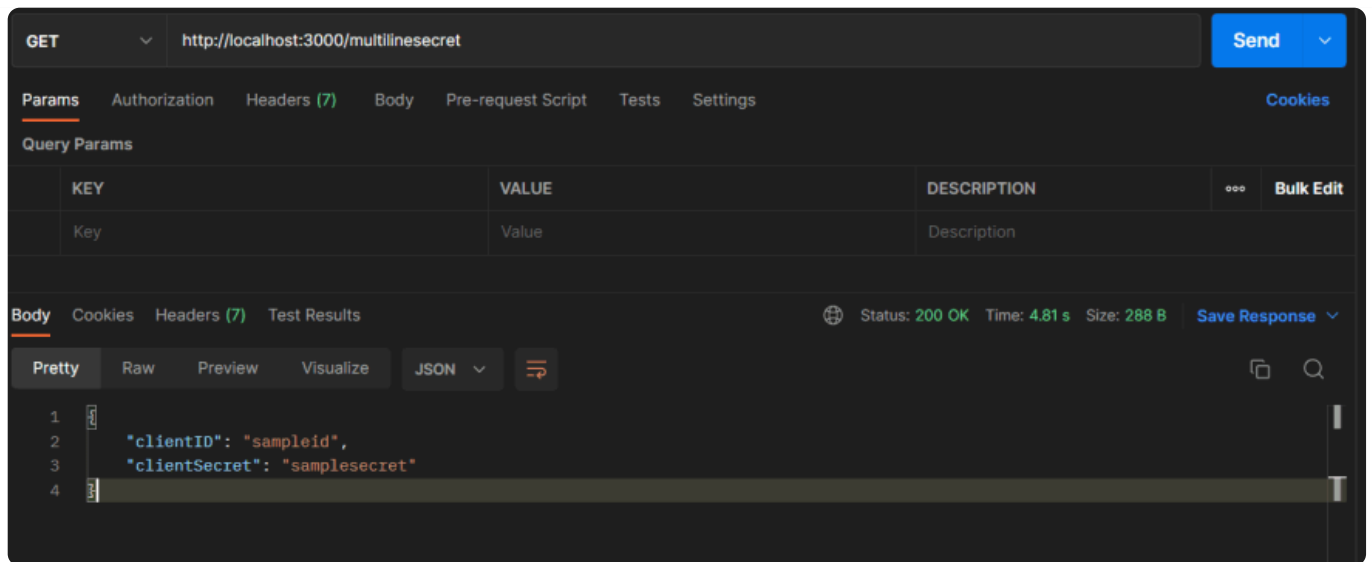 GET http://localhost:3000/multilinesecret Send
Params Authorization Headers (7) Body Pre-request Script Tests Settings Cookies
Query Params
KEY VALUE DESCRIPTION ooo Bulk Edit
Key Value Description
Body Cookies Headers (7) Test Results Status: 200 OK Time: 4.81 s Size: 288 B Save Response
Pretty Raw Preview Visualize JSON
1 {
2 "clientID": "sampleid",
3 "clientSecret": "samplesecret"
4 }